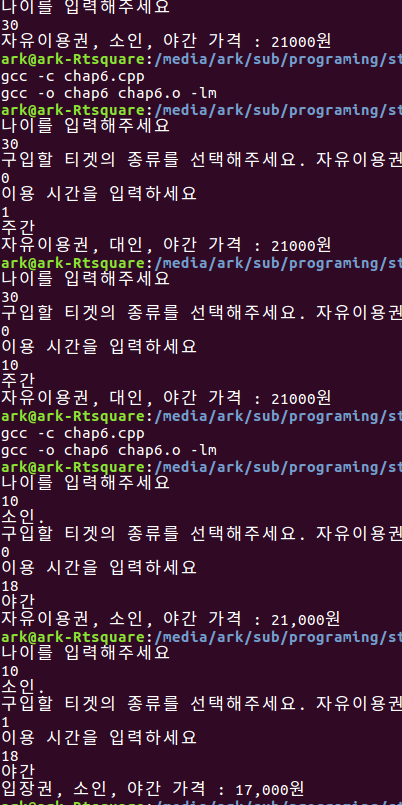 나이를 입력해주세요
30
자유이용권, 소인, 야간 가격 : 21000원
ark@ark-Rtsquare:/media/ark/sub/programing/st
gcc -c chap6.cpp
gcc -o chap6 chap6.o -lm
ark@ark-Rtsquare:/media/ark/sub/programing/st
나이를 입력해주세요
30
구입할 티겟의 종류를 선택해주세요. 자유이용권
0
이용 시간을 입력하세요
1
주간
자유이용권, 대인, 야간 가격 : 21000원
ark@ark-Rtsquare:/media/ark/sub/programing/st
나이를 입력해주세요
30
구입할 티겟의 종류를 선택해주세요. 자유이용권
0
이용 시간을 입력하세요
10
주간
자유이용권, 대인, 야간 가격 : 21000원
ark@ark-Rtsquare:/media/ark/sub/programing/st
gcc -c chap6.cpp
gcc -o chap6 chap6.o -lm
ark@ark-Rtsquare:/media/ark/sub/programing/st
나이를 입력해주세요
10
소인.
구입할 티겟의 종류를 선택해주세요. 자유이용권
0
이용 시간을 입력하세요
18
야간
자유이용권, 소인, 야간 가격 : 21,000원
ark@ark-Rtsquare:/media/ark/sub/programing/st
나이를 입력해주세요
10
소인.
구입할 티겟의 종류를 선택해주세요. 자유이용권
1
이용 시간을 입력하세요
18
야간
입장권, 소인, 야간 가격 : 17,000원
ark@ark-Rtsquare:/media/ark/sub/programing/st